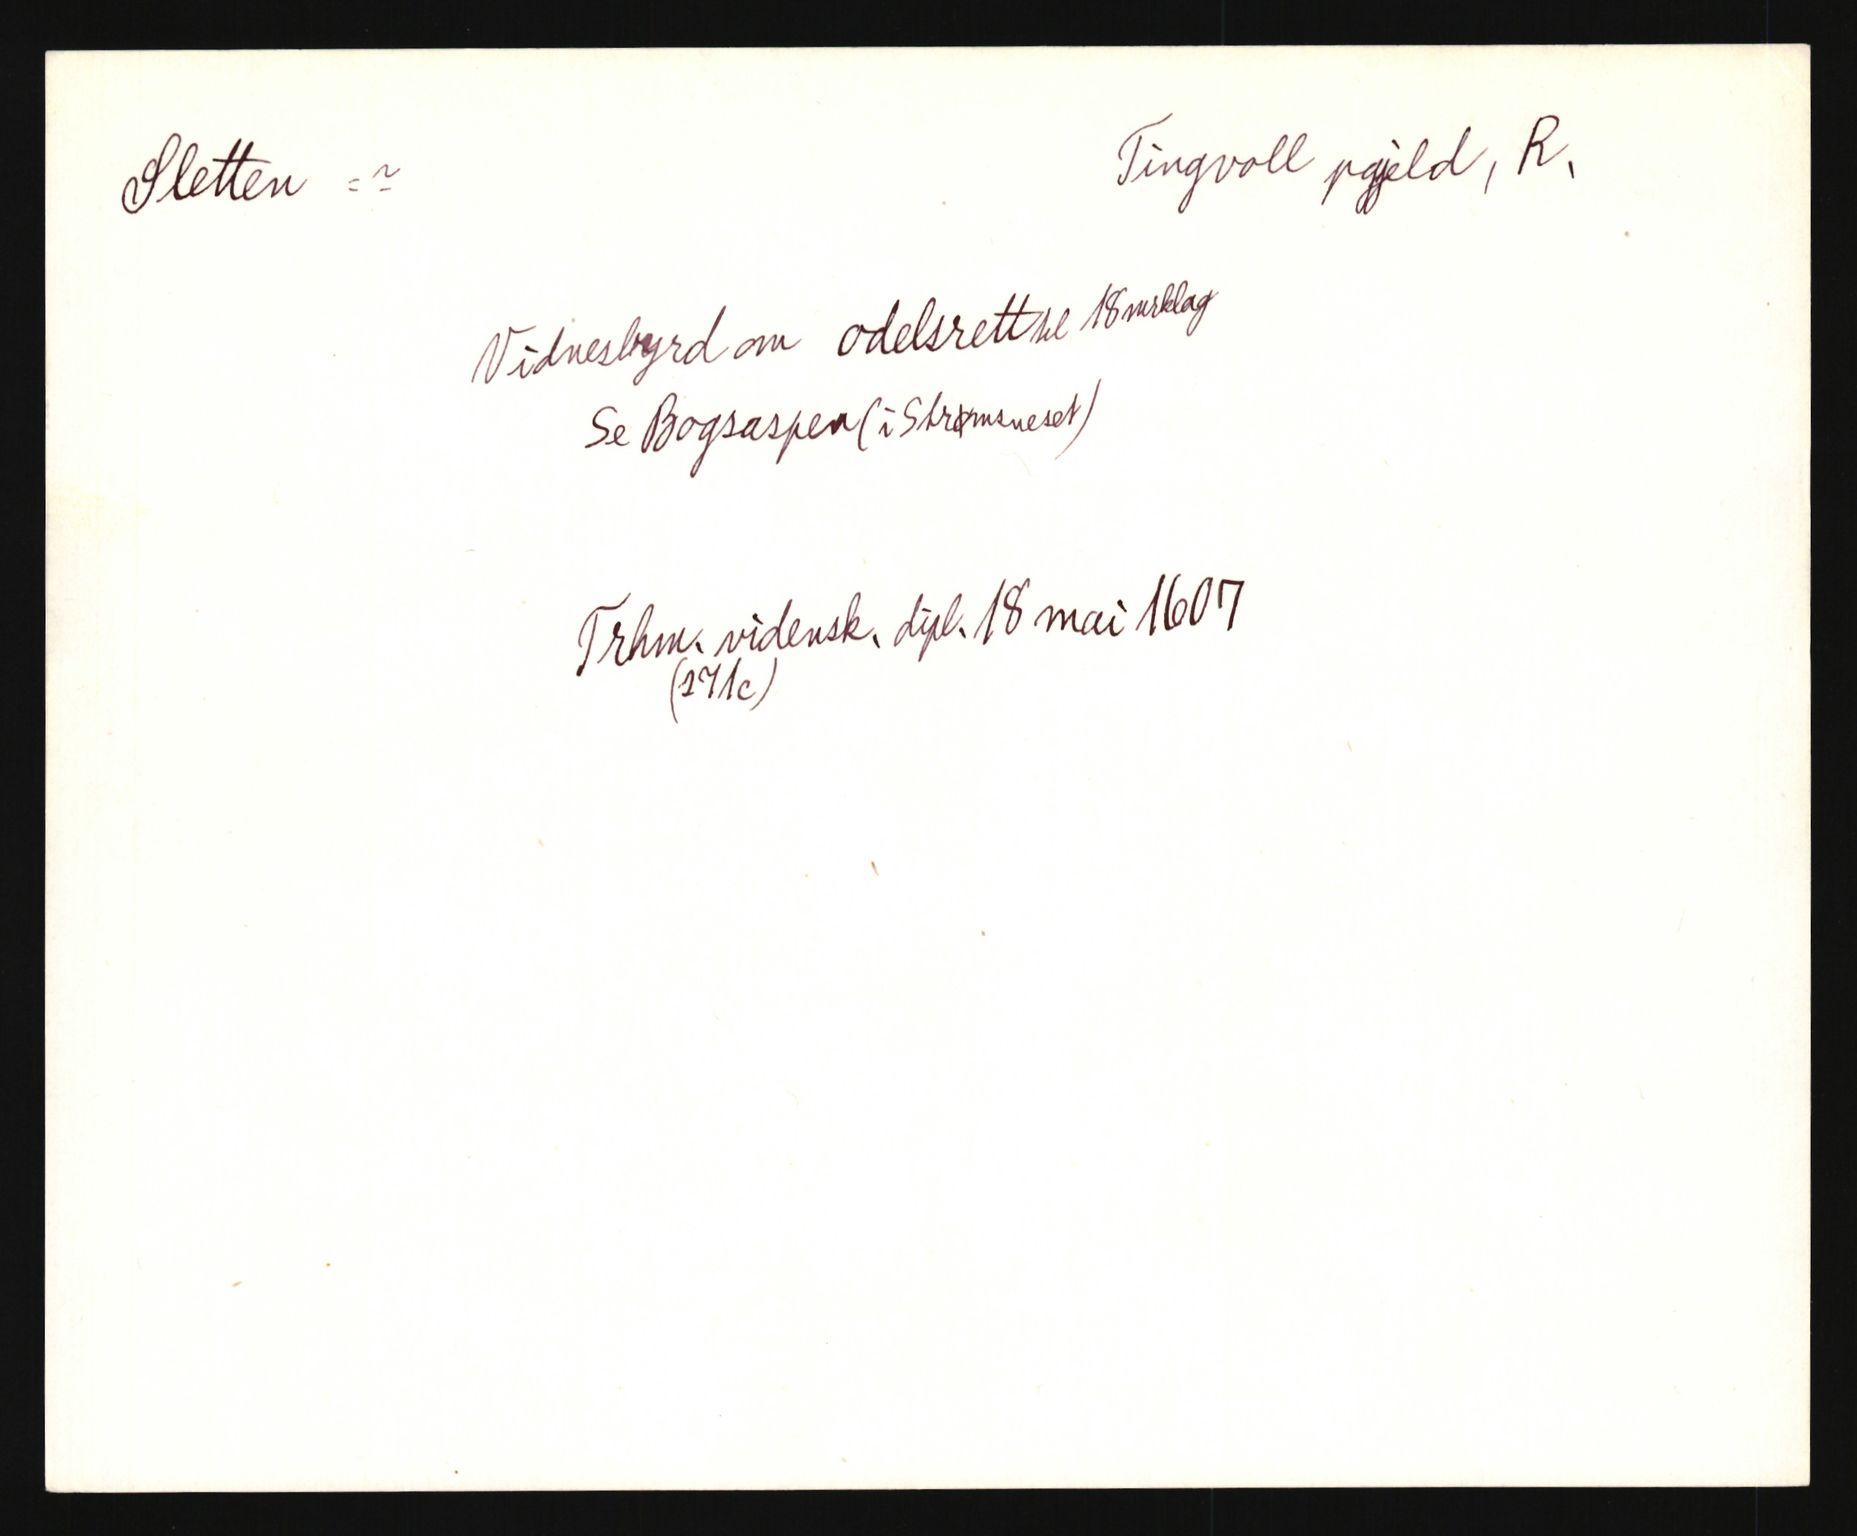 Sletten
Tingvoll pgjeld, R.
Vidnesbyrd om odelsrett til 18 mrklag
Se Bogsaspen (i Strømsneset)
Trhm. vidensk. dipl. 18 mai 1607
(271c)